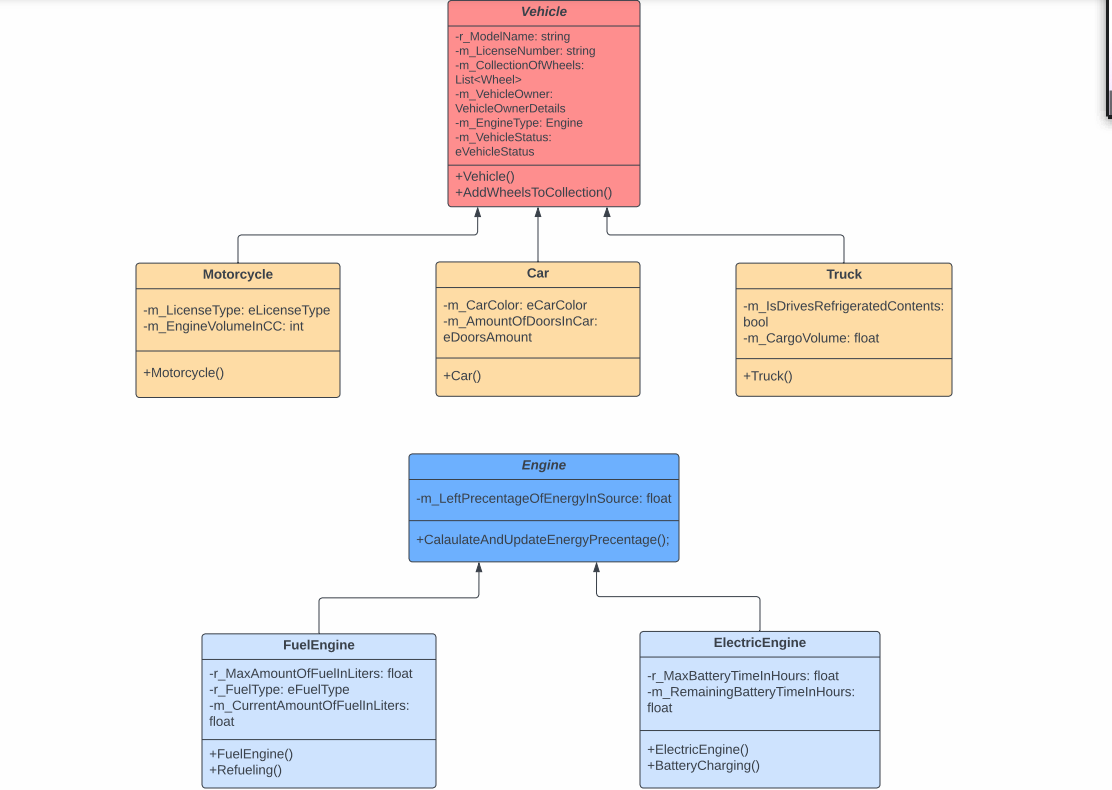 Vehicle
-r_ModelName: string
-m_LicenseNumber: string
-m_CollectionOfWheels:
List<Wheel>
-m_VehicleOwner:
VehicleOwnerDetails
-m_EngineType: Engine
-m_VehicleStatus:
eVehicleStatus
+Vehicle()
+AddWheelsToCollection()
Motorcycle
-m_LicenseType: eLicenseType
-m_EngineVolumeInCC: int
+Motorcycle()
Car
-m_CarColor: eCarColor
-m_AmountOfDoorsInCar:
eDoorsAmount
+Car()
Truck
-m_IsDrivesRefrigeratedContents:
bool
-m_CargoVolume: float
+Truck()
Engine
-m_LeftPrecentageOfEnergyInSource: float
+CalaulateAndUpdateEnergyPrecentage();
FuelEngine
-r_MaxAmountOfFuelInLiters: float
-r_FuelType: eFuelType
-m_CurrentAmountOfFuelInLiters:
float
+FuelEngine()
+Refueling()
ElectricEngine
-r_MaxBatteryTimeInHours: float
-m_RemainingBatteryTimeInHours:
float
+ElectricEngine()
+BatteryCharging()